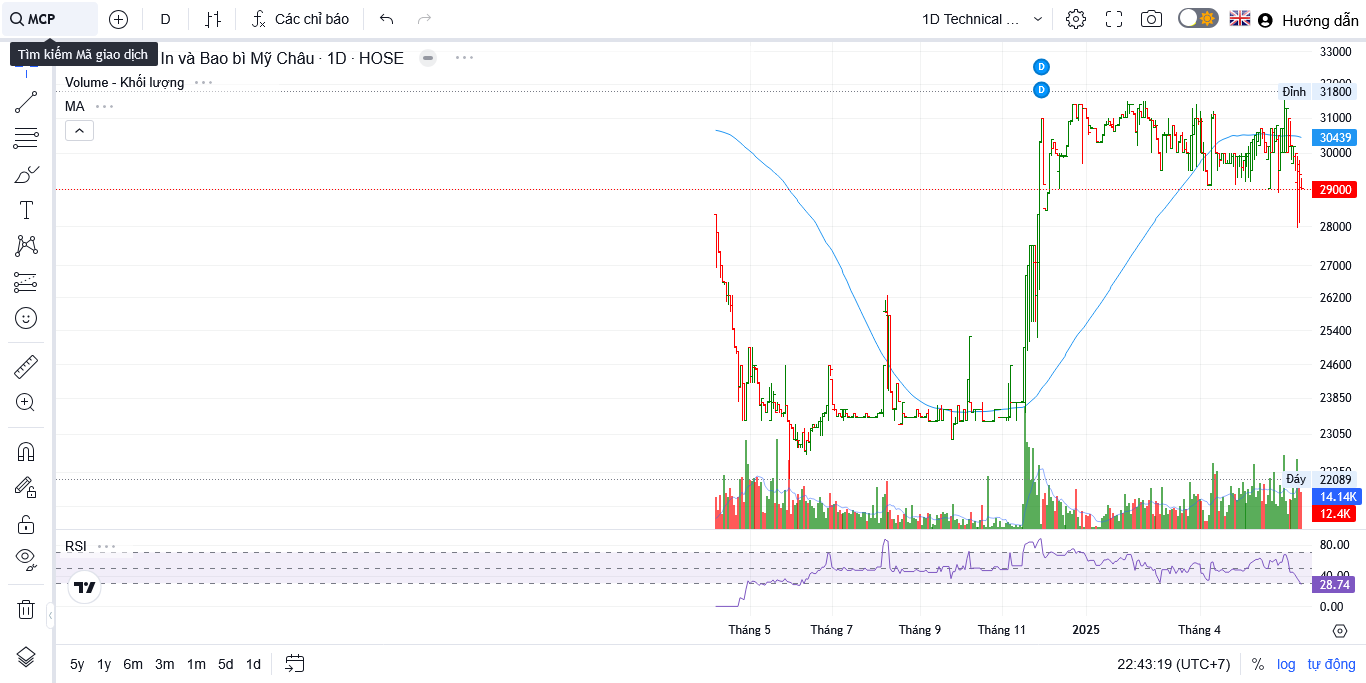 MCP
D
Các chỉ báo
1D Technical ...
Hướng dẫn
Tìm kiếm Mã giao dịch
In và Bao bì Mỹ Châu · 1D · HOSE
Volume - Khối lượng
MA
D
D
33000
32000
Đỉnh 31800
31000
30439
30000
29000
28000
27000
26200
25400
24600
23850
23050
22250
Đáy 22089
14.14K
12.4K
RSI
80.00
40.00
28.74
0.00
Tháng 5
Tháng 7
Tháng 9
Tháng 11
2025
Tháng 4
5y 1y 6m 3m 1m 5d 1d
22:43:19 (UTC+7)
% log tự động